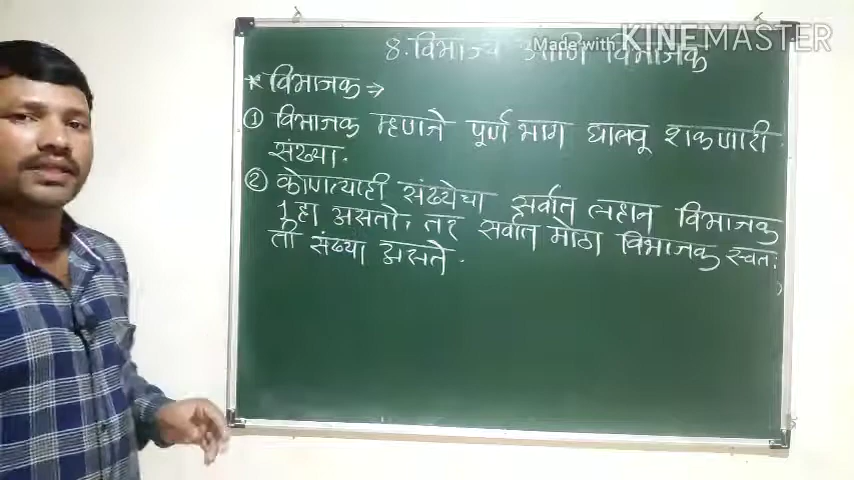 8. विभाज्य आणि विभाजक
Made with KINEMASTER
* विभाजक →
① विभाजक म्हणजे पूर्ण भाग घालवू शकणारी
संख्या.
② कोणत्याही संख्येचा सर्वात लहान विभाजक
1 हा असतो, तर सर्वात मोठा विभाजक स्वतः
ती संख्या असते.